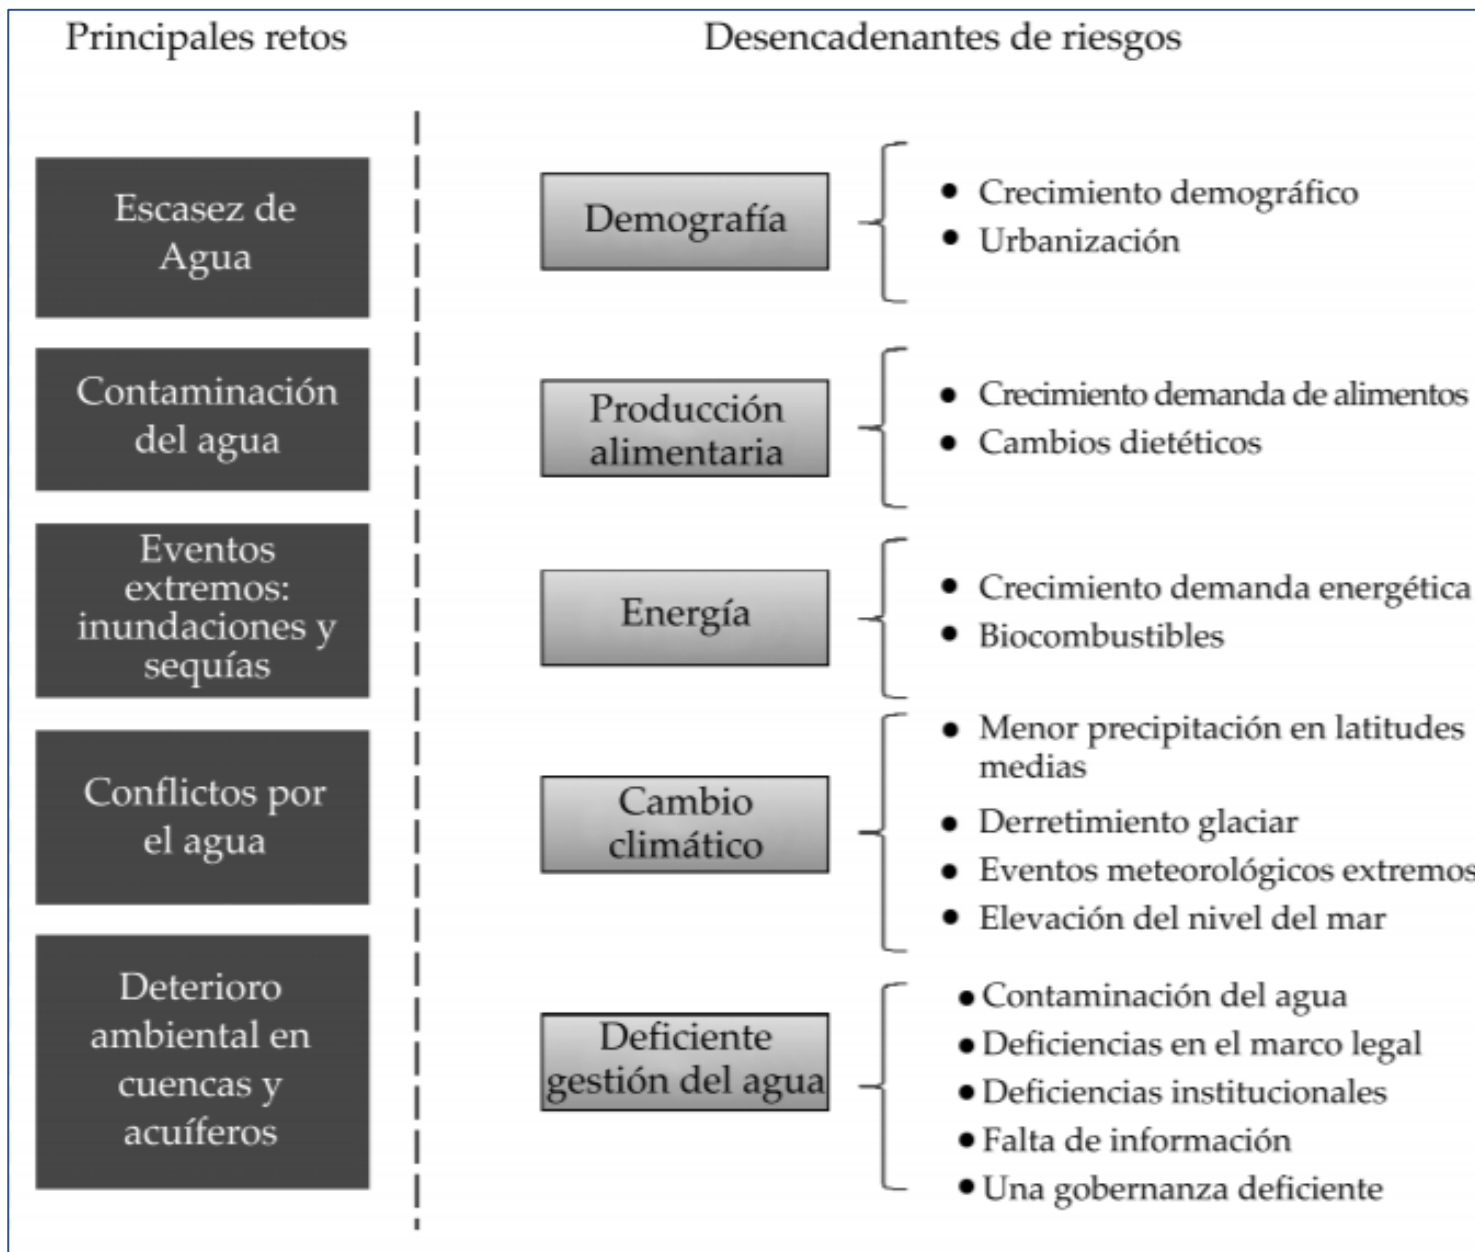 Principales retos
Desencadenantes de riesgos
Escasez de
Agua
Contaminación
del agua
Eventos
extremos:
inundaciones y
sequías
Conflictos por
el agua
Deterioro
ambiental en
cuencas y
acuíferos
Demografía
• Crecimiento demográfico
• Urbanización
Producción
alimentaria
• Crecimiento demanda de alimentos
• Cambios dietéticos
Energía
• Crecimiento demanda energética
• Biocombustibles
Cambio
climático
• Menor precipitación en latitudes
medias
• Derretimiento glaciar
• Eventos meteorológicos extremos
• Elevación del nivel del mar
Deficiente
gestión del agua
• Contaminación del agua
• Deficiencias en el marco legal
• Deficiencias institucionales
• Falta de información
• Una gobernanza deficiente